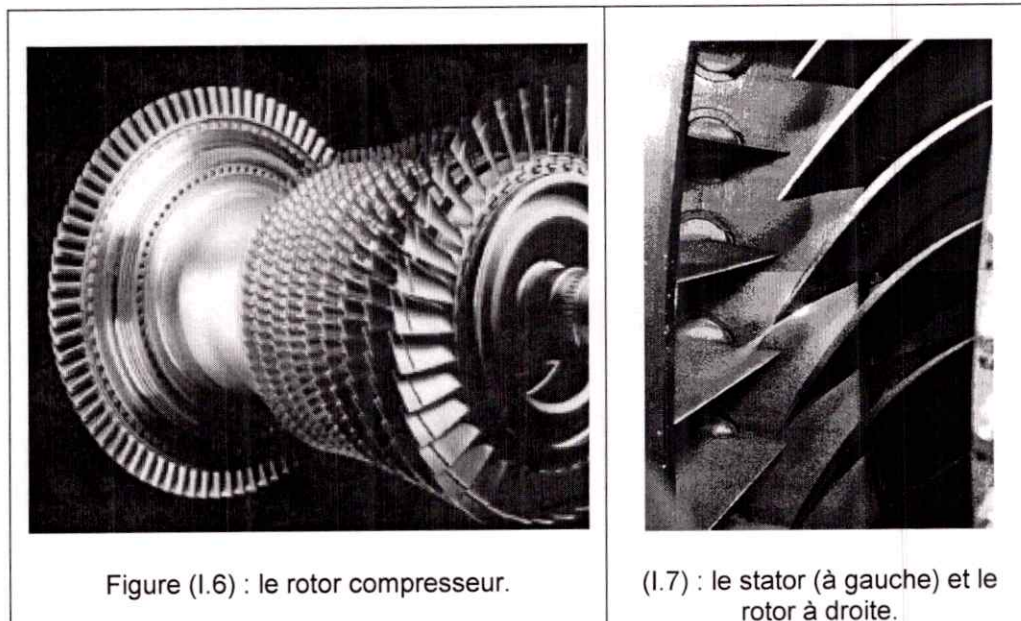 Figure (I.6) : le rotor compresseur.
(I.7) : le stator (à gauche) et le
rotor à droite.